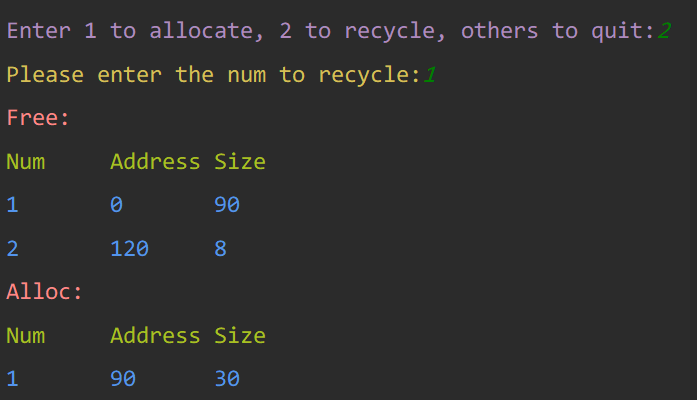 Enter 1 to allocate, 2 to recycle, others to quit:2
Please enter the num to recycle:1
Free:
Num Address Size
1 0 90
2 120 8
Alloc:
Num Address Size
1 90 30